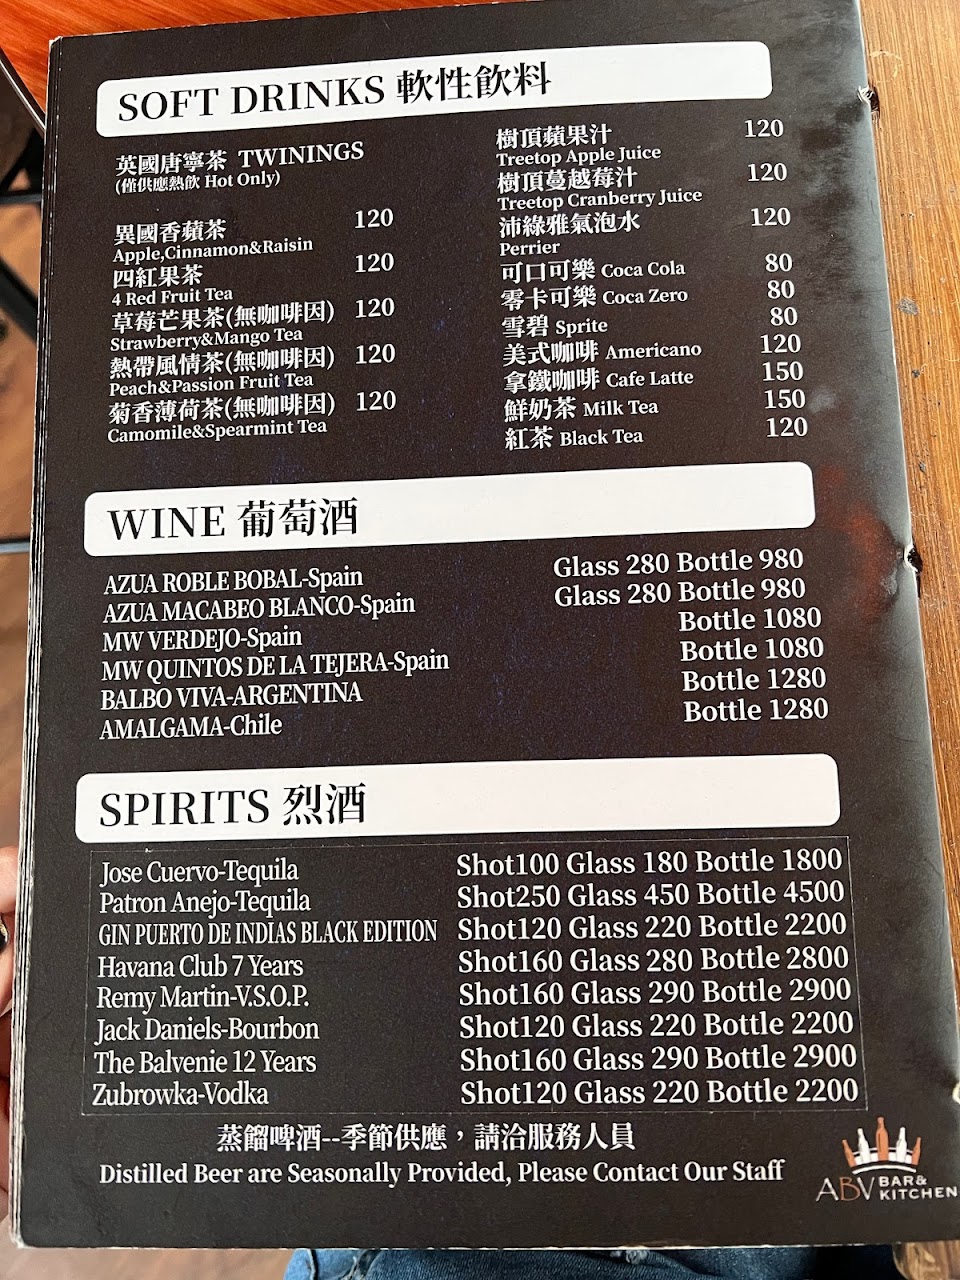 SOFT DRINKS 軟性飲料
英國唐寧茶 TWININGS
(僅供應熱飲 Hot Only)
異國香蘋茶 120
Apple,Cinnamon&Raisin
四紅果茶 120
4 Red Fruit Tea
草莓芒果茶(無咖啡因) 120
Strawberry&Mango Tea
熱帶風情茶(無咖啡因) 120
Peach&Passion Fruit Tea
菊香薄荷茶(無咖啡因) 120
Camomile&Spearmint Tea
樹頂蘋果汁 120
Treetop Apple Juice
樹頂蔓越莓汁 120
Treetop Cranberry Juice
沛綠雅氣泡水 120
Perrier
可口可樂 Coca Cola 80
零卡可樂 Coca Zero 80
雪碧 Sprite 80
美式咖啡 Americano 120
拿鐵咖啡 Cafe Latte 150
鮮奶茶 Milk Tea 150
紅茶 Black Tea 120
WINE 葡萄酒
AZUA ROBLE BOBAL-Spain Glass 280 Bottle 980
AZUA MACABEO BLANCO-Spain Glass 280 Bottle 980
MW VERDEJO-Spain Bottle 1080
MW QUINTOS DE LA TEJERA-Spain Bottle 1080
BALBO VIVA-ARGENTINA Bottle 1280
AMALGAMA-Chile Bottle 1280
SPIRITS 烈酒
Jose Cuervo-Tequila Shot100 Glass 180 Bottle 1800
Patron Anejo-Tequila Shot250 Glass 450 Bottle 4500
GIN PUERTO DE INDIAS BLACK EDITION Shot120 Glass 220 Bottle 2200
Havana Club 7 Years Shot160 Glass 280 Bottle 2800
Remy Martin-V.S.O.P. Shot160 Glass 290 Bottle 2900
Jack Daniels-Bourbon Shot120 Glass 220 Bottle 2200
The Balvenie 12 Years Shot160 Glass 290 Bottle 2900
Zubrowka-Vodka Shot120 Glass 220 Bottle 2200
蒸餾啤酒--季節供應，請洽服務人員
Distilled Beer are Seasonally Provided, Please Contact Our Staff
ABV BAR & KITCHEN